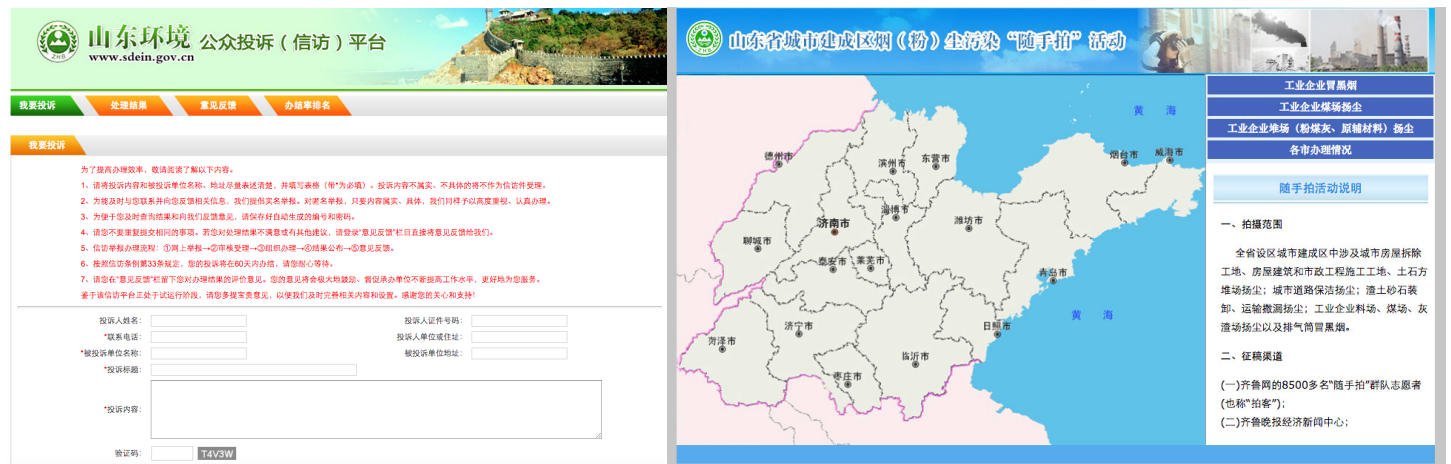 山东环境 公众投诉（信访）平台
www.sdein.gov.cn
ZHB
我要投诉 处理结果 意见反馈 办结率排名
我要投诉
为了提高办理效率，敬请阅读了解以下内容。
1、请将投诉内容和被投诉单位名称、地址尽量表述清楚，并填写表格（带*为必填）。投诉内容不属实、不具体的将不作为信访件受理。
2、为能及时与您联系并向您反馈相关信息，我们提倡实名举报。对匿名举报，只要内容属实、具体，我们同样予以高度重视、认真办理。
3、为便于您及时查询结果和向我们反馈意见，请保存好自动生成的编号和密码。
4、请不要重复提交相同的事项。若您对处理结果不满意或有其他建议，请登录“意见反馈”栏目直接将意见反馈给我们。
5、信访举报办理流程：①网上举报→②审核受理→③组织办理→④结果公布→⑤意见反馈。
6、按照信访条例第33条规定，您的投诉将在60天内办结，请您耐心等待。
7、请您在“意见反馈”栏留下您对办理结果的评价意见。您的意见将会极大地鼓励、督促承办单位不断提高工作水平，更好地为您服务。
鉴于该信访平台正处于试运行阶段，请您多提宝贵意见，以便我们及时完善相关内容和设置。感谢您的关心和支持！
投诉人姓名： 投诉人证件号码：
*联系电话： 投诉人单位或住址：
*被投诉单位名称： 被投诉单位地址：
*投诉标题：
*投诉内容：
验证码： T4V3W
山东省城市建成区烟（粉）尘污染“随手拍”活动
ZHB
黄 海
德州市
滨州市
东营市
烟台市
威海市
淄博市
济南市
潍坊市
聊城市
泰安市
莱芜市
青岛市
黄 海
济宁市
日照市
菏泽市
临沂市
枣庄市
工业企业冒黑烟
工业企业煤场扬尘
工业企业堆场（粉煤灰、原辅材料）扬尘
各市办理情况
随手拍活动说明
一、拍摄范围
全省设区城市建成区中涉及城市房屋拆除
工地、房屋建筑和市政工程施工工地、土石方
堆场扬尘；城市道路保洁扬尘；渣土砂石装
卸、运输撒漏扬尘；工业企业料场、煤场、灰
渣场扬尘以及排气筒冒黑烟。
二、征稿渠道
(一)齐鲁网的8500多名“随手拍”群队志愿者
(也称“拍客”)；
(二)齐鲁晚报经济新闻中心；